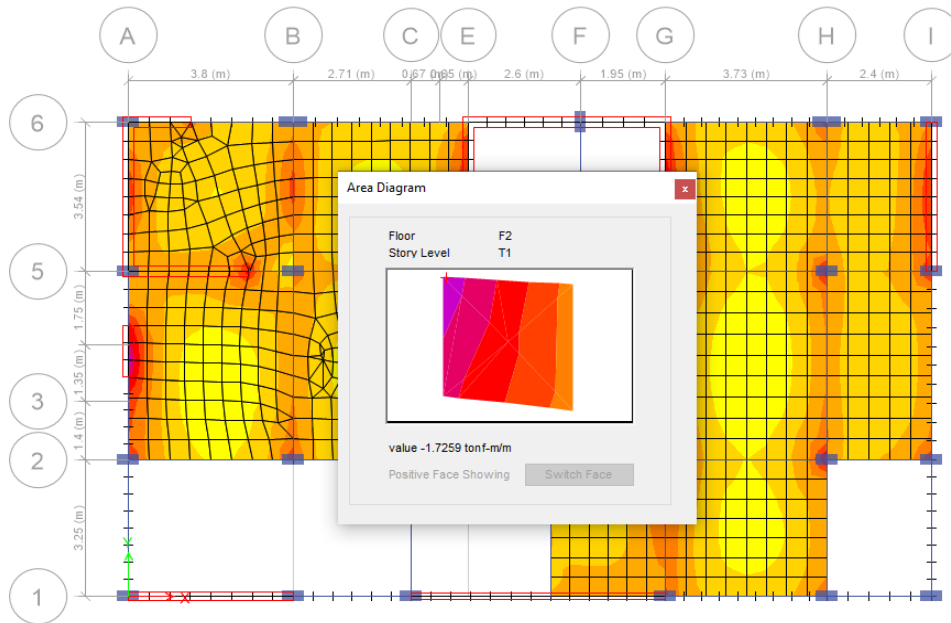 A B C E F G H I
3.8 (m) 2.71 (m) 0.67 (m) 2.6 (m) 1.95 (m) 3.73 (m) 2.4 (m)
6
3.54 (m)
5
1.75 (m)
1.35 (m)
3
1.4 (m)
2
3.25 (m)
1
Y
X
Area Diagram
x
Floor F2
Story Level T1
value -1.7259 tonf-m/m
Positive Face Showing Switch Face